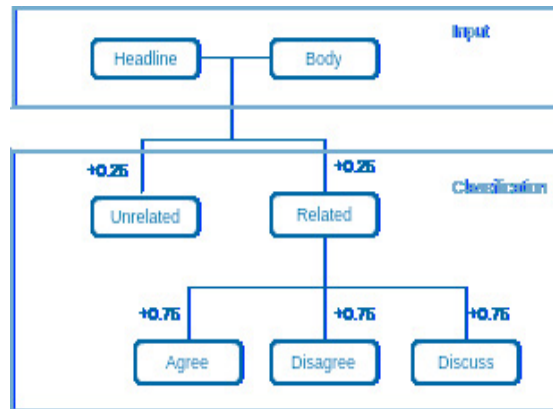 Input
Headline
Body
+0.25
+0.25
Classification
Unrelated
Related
+0.75
+0.75
+0.75
Agree
Disagree
Discuss